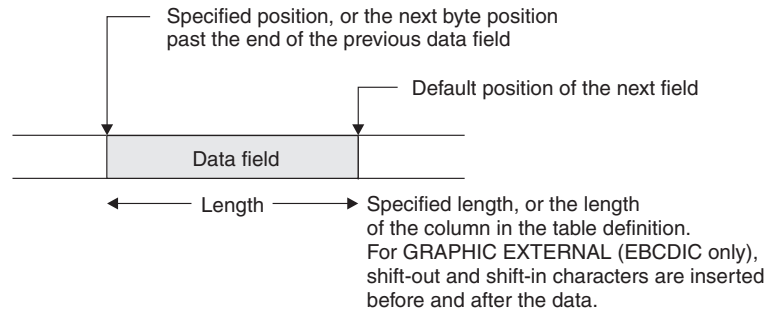 Specified position, or the next byte position
past the end of the previous data field
Default position of the next field
Data field
Length
Specified length, or the length
of the column in the table definition.
For GRAPHIC EXTERNAL (EBCDIC only),
shift-out and shift-in characters are inserted
before and after the data.